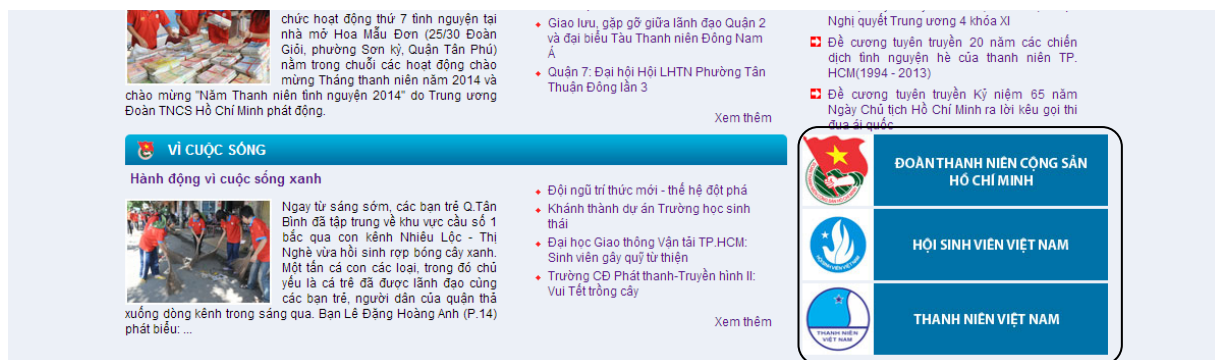 chức hoạt động thứ 7 tình nguyện tại
nhà mở Hoa Mẫu Đơn (25/30 Đoàn
Giỏi, phường Sơn kỳ, Quận Tân Phú)
nằm trong chuỗi các hoạt động chào
mừng Tháng thanh niên năm 2014 và
chào mừng "Năm Thanh niên tình nguyện 2014" do Trung ương
Đoàn TNCS Hồ Chí Minh phát động.
Giao lưu, gặp gỡ giữa lãnh đạo Quận 2
và đại biểu Tàu Thanh niên Đông Nam
Á
Quận 7: Đại hội Hội LHTN Phường Tân
Thuận Đông lần 3
Xem thêm
Nghị quyết Trung ương 4 khóa XI
Đề cương tuyên truyền 20 năm các chiến
dịch tình nguyện hè của thanh niên TP.
HCM(1994 - 2013)
Đề cương tuyên truyền Kỷ niệm 65 năm
Ngày Chủ tịch Hồ Chí Minh ra lời kêu gọi thi
đua ái quốc
VÌ CUỘC SỐNG
Hành động vì cuộc sống xanh
Ngay từ sáng sớm, các bạn trẻ Q.Tân
Bình đã tập trung về khu vực cầu số 1
bắc qua con kênh Nhiêu Lộc - Thị
Nghè vừa hồi sinh rợp bóng cây xanh.
Một tấn cá con các loại, trong đó chủ
yếu là cá trê đã được lãnh đạo cùng
các bạn trẻ, người dân của quận thả
xuống dòng kênh trong sáng qua. Bạn Lê Đặng Hoàng Anh (P.14)
phát biểu: ...
Đội ngũ trí thức mới - thế hệ đột phá
Khánh thành dự án Trường học sinh
thái
Đại học Giao thông Vận tải TP.HCM:
Sinh viên gây quỹ từ thiện
Trường CĐ Phát thanh-Truyền hình II:
Vui Tết trồng cây
Xem thêm
ĐOÀN THANH NIÊN CỘNG SẢN
HỒ CHÍ MINH
HỘI SINH VIÊN VIỆT NAM
HỘI SINH VIÊN VIỆT NAM
THANH NIÊN
VIỆT NAM
THANH NIÊN VIỆT NAM